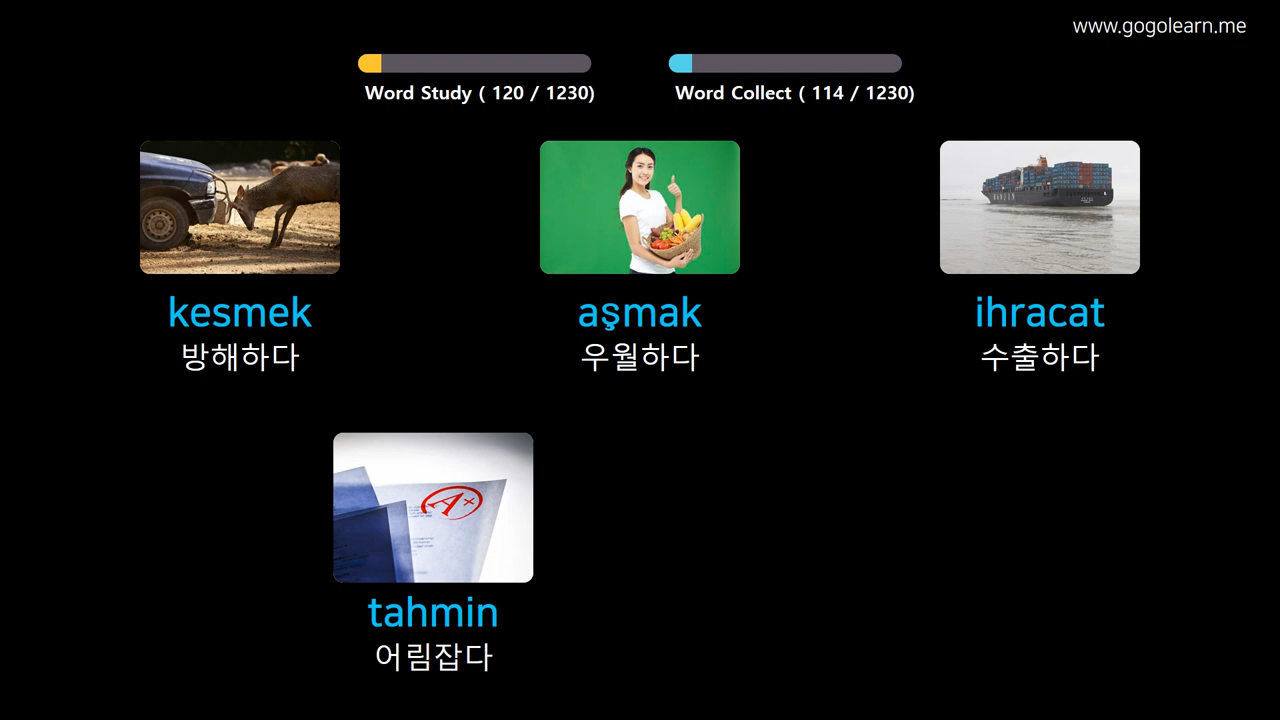 www.gogolearn.me
Word Study ( 120 / 1230)
Word Collect ( 114 / 1230)
kesmek
방해하다
aşmak
우월하다
ihracat
수출하다
A+
tahmin
어림잡다